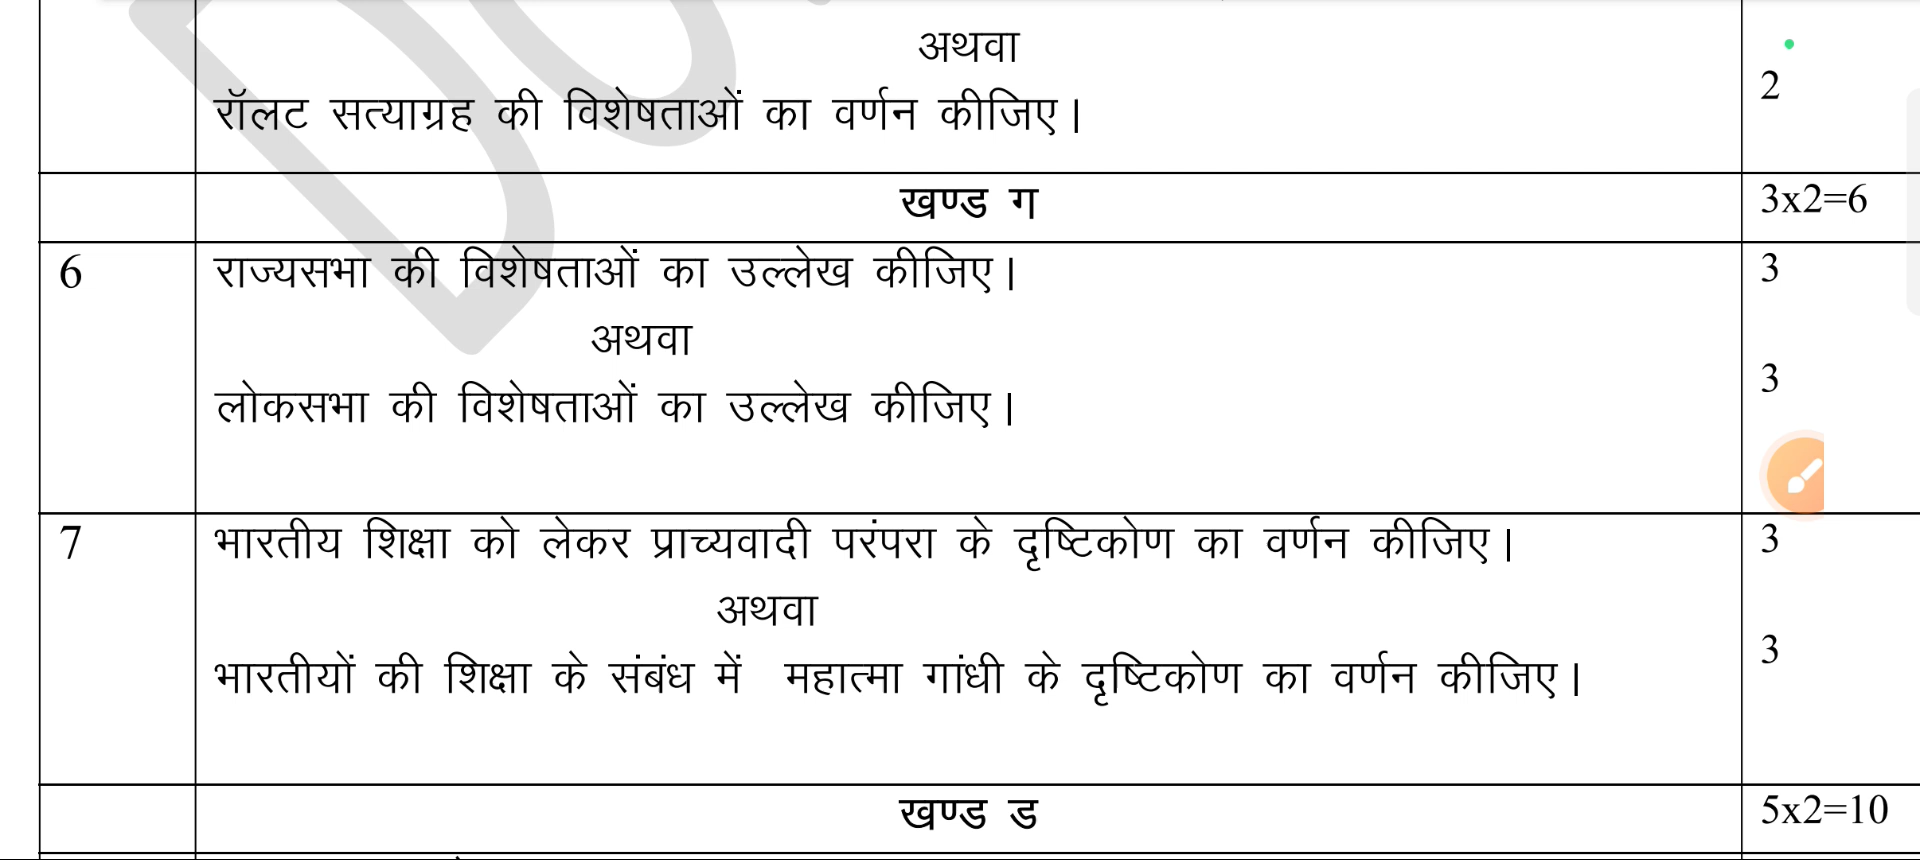 अथवा
रॉलट सत्याग्रह की विशेषताओं का वर्णन कीजिए।
2
खण्ड ग
3x2=6
6
राज्यसभा की विशेषताओं का उल्लेख कीजिए।
3
अथवा
लोकसभा की विशेषताओं का उल्लेख कीजिए।
3
7
भारतीय शिक्षा को लेकर प्राच्यवादी परंपरा के दृष्टिकोण का वर्णन कीजिए।
3
अथवा
भारतीयों की शिक्षा के संबंध में महात्मा गांधी के दृष्टिकोण का वर्णन कीजिए।
3
खण्ड ड
5x2=10